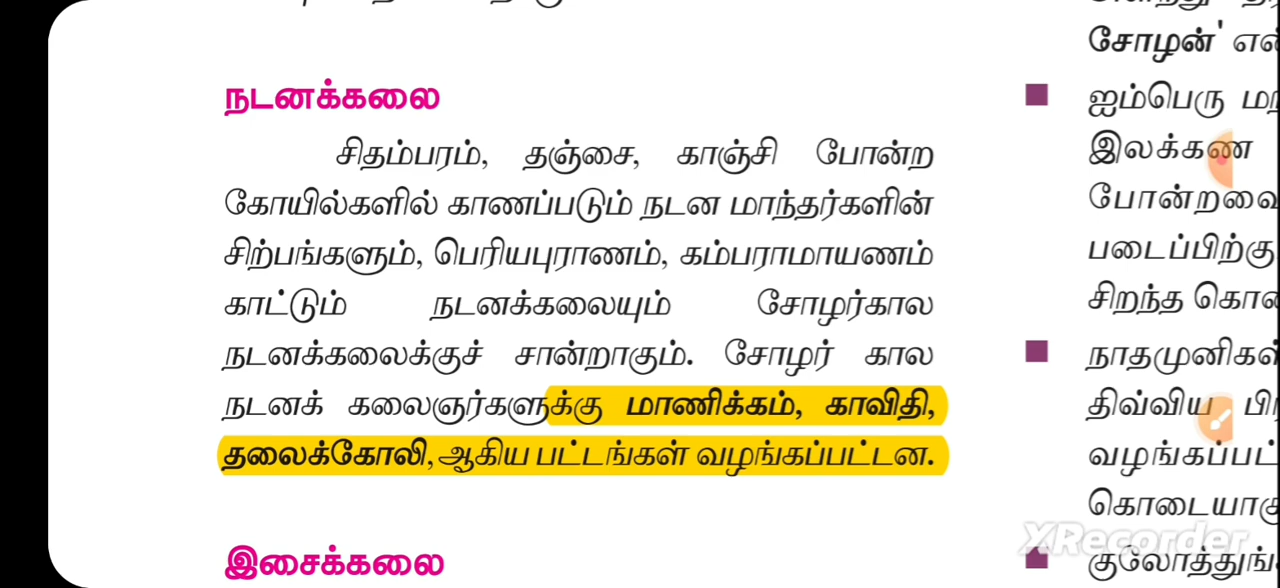 நடனக்கலை
சிதம்பரம், தஞ்சை, காஞ்சி போன்ற
கோயில்களில் காணப்படும் நடன மாந்தர்களின்
சிற்பங்களும், பெரியபுராணம், கம்பராமாயணம்
காட்டும் நடனக்கலையும் சோழர்கால
நடனக்கலைக்குச் சான்றாகும். சோழர் கால
நடனக் கலைஞர்களுக்கு மாணிக்கம், காவிதி,
தலைக்கோலி, ஆகிய பட்டங்கள் வழங்கப்பட்டன.
இசைக்கலை
சோழன்' என்
ஐம்பெரு
இலக்கண
போன்றவை
படைப்பிற்கு
சிறந்த
நாதமுனிகள்
திவ்விய
வழங்கப்பட்
கொடையாகு
XRecorder
குலோத்துங்